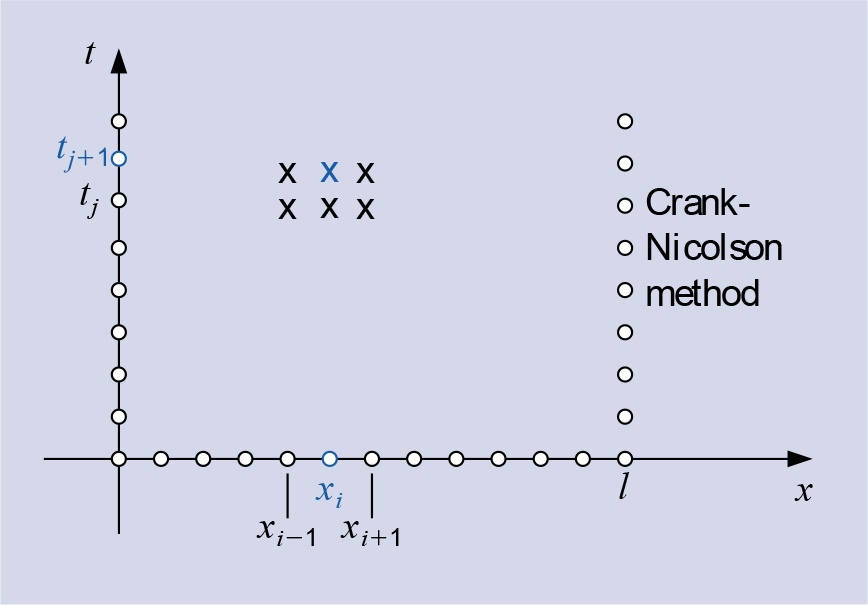 t
t_{j+1}
t_j
x x x
x x x
Crank-
Nicolson
method
x_i
l
x
x_{i−1}
x_{i+1}